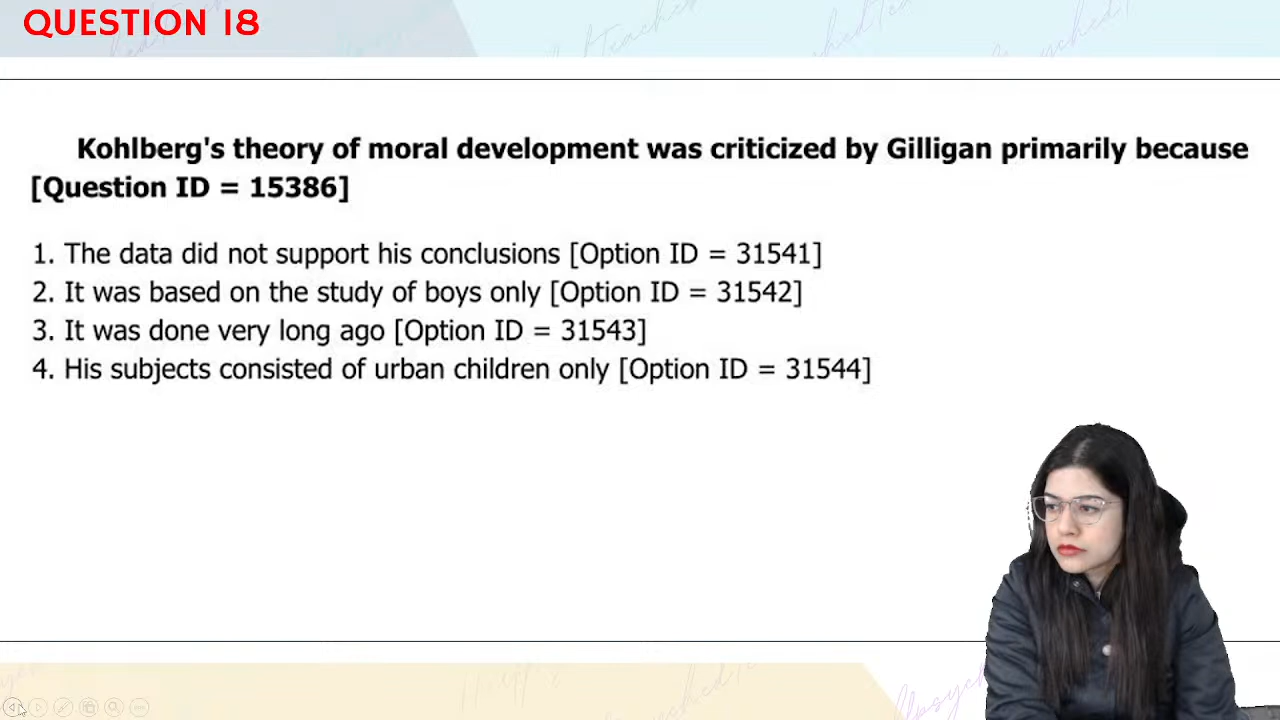 QUESTION 18
Kohlberg's theory of moral development was criticized by Gilligan primarily because
[Question ID = 15386]
1. The data did not support his conclusions [Option ID = 31541]
2. It was based on the study of boys only [Option ID = 31542]
3. It was done very long ago [Option ID = 31543]
4. His subjects consisted of urban children only [Option ID = 31544]